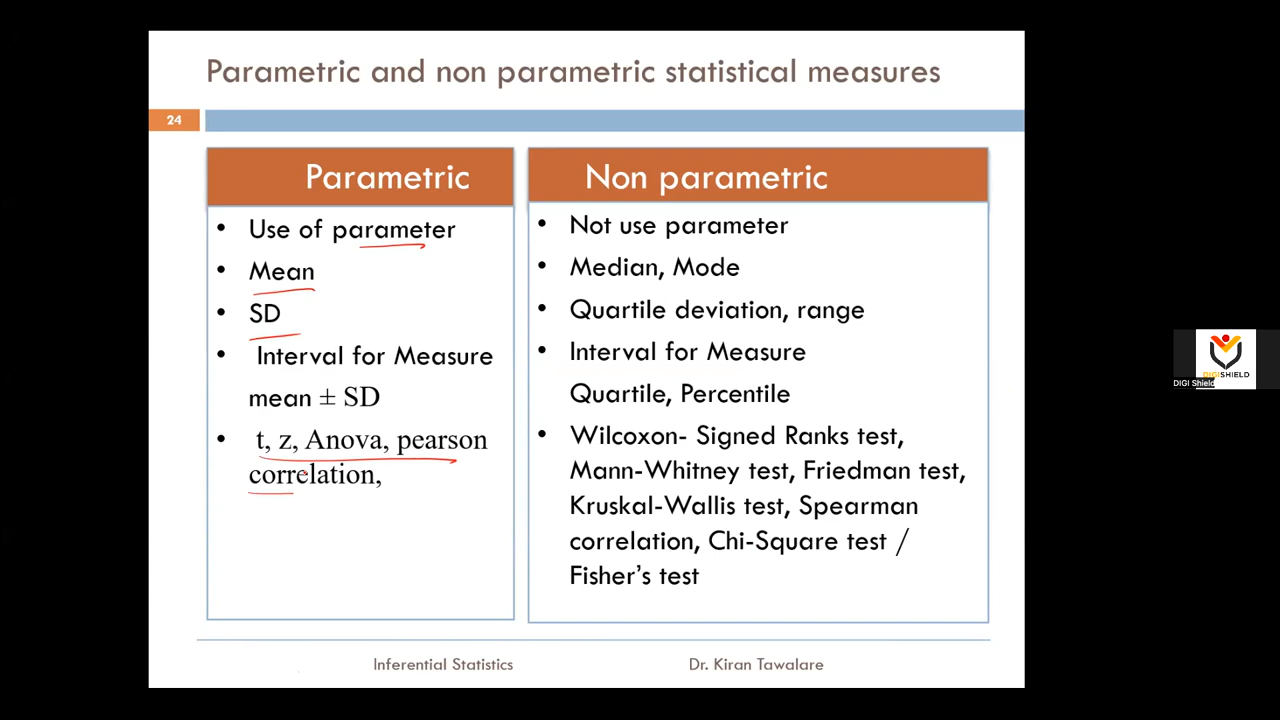 Parametric and non parametric statistical measures
24
Parametric
• Use of parameter
• Mean
• SD
• Interval for Measure
mean ± SD
• t, z, Anova, pearson
correlation,
Non parametric
• Not use parameter
• Median, Mode
• Quartile deviation, range
• Interval for Measure
Quartile, Percentile
• Wilcoxon- Signed Ranks test,
Mann-Whitney test, Friedman test,
Kruskal-Wallis test, Spearman
correlation, Chi-Square test /
Fisher’s test
Inferential Statistics
Dr. Kiran Tawalare
DIGISHIELD
DIGI Shield